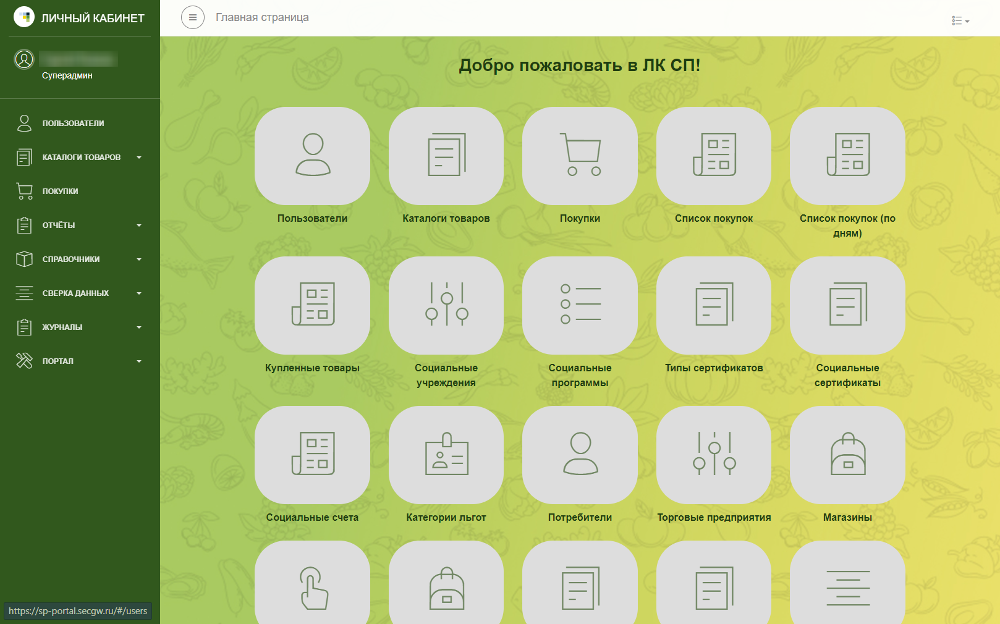 ЛИЧНЫЙ КАБИНЕТ
Главная страница
Суперадмин
ПОЛЬЗОВАТЕЛИ
КАТАЛОГИ ТОВАРОВ
ПОКУПКИ
ОТЧЁТЫ
СПРАВОЧНИКИ
СВЕРКА ДАННЫХ
ЖУРНАЛЫ
ПОРТАЛ
Добро пожаловать в ЛК СП!
Пользователи
Каталоги товаров
Покупки
Список покупок
Список покупок (по
дням)
Купленные товары
Социальные
учреждения
Социальные
программы
Типы сертификатов
Социальные
сертификаты
Социальные счета
Категории льгот
Потребители
Торговые предприятия
Магазины
https://sp-portal.secgw.ru/#/users